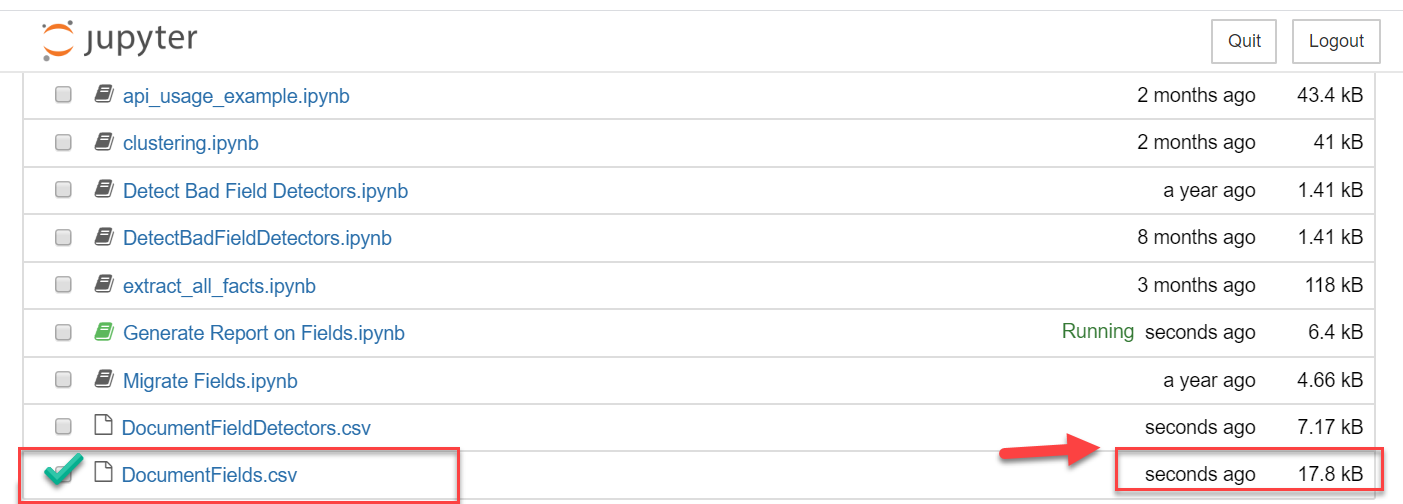 jupyter Quit Logout
api_usage_example.ipynb 2 months ago 43.4 kB
clustering.ipynb 2 months ago 41 kB
Detect Bad Field Detectors.ipynb a year ago 1.41 kB
DetectBadFieldDetectors.ipynb 8 months ago 1.41 kB
extract_all_facts.ipynb 3 months ago 118 kB
Generate Report on Fields.ipynb Running seconds ago 6.4 kB
Migrate Fields.ipynb a year ago 4.66 kB
DocumentFieldDetectors.csv seconds ago 7.17 kB
DocumentFields.csv seconds ago 17.8 kB